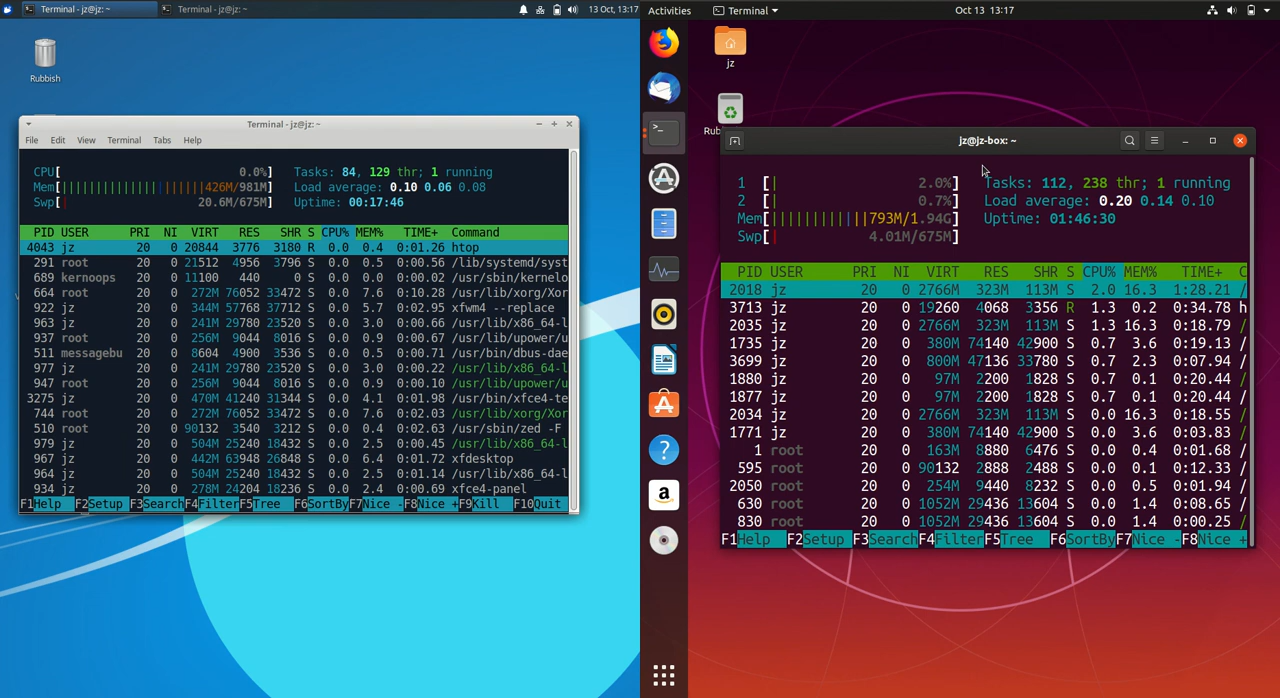 Terminal - jz@jz: ~
Terminal - jz@jz: ~
13 Oct, 13:17
Rubbish
Terminal - jz@jz: ~
File Edit View Terminal Tabs Help
CPU[ 0.0%] Tasks: 84, 129 thr; 1 running
Mem[||||||||||||||||||||||426M/981M] Load average: 0.10 0.06 0.08
Swp[| 20.6M/675M] Uptime: 00:17:46
PID USER PRI NI VIRT RES SHR S CPU% MEM% TIME+ Command
4043 jz 20 0 20844 3776 3180 R 0.0 0.4 0:01.26 htop
291 root 20 0 21512 4956 3796 S 0.0 0.5 0:00.56 /lib/systemd/syst
689 kernoops 20 0 11100 440 0 S 0.0 0.0 0:00.02 /usr/sbin/kernelo
664 root 20 0 272M 76052 33472 S 0.0 7.6 0:10.28 /usr/lib/xorg/Xor
922 jz 20 0 344M 57768 37712 S 0.0 5.7 0:02.95 xfwm4 --replace
963 jz 20 0 241M 29780 23520 S 0.0 3.0 0:00.66 /usr/lib/x86_64-l
937 root 20 0 256M 9044 8016 S 0.0 0.9 0:00.67 /usr/lib/upower/u
511 messagebu 20 0 8604 4900 3536 S 0.0 0.5 0:00.71 /usr/bin/dbus-dae
977 jz 20 0 241M 29780 23520 S 0.0 3.0 0:00.22 /usr/lib/x86_64-l
947 root 20 0 256M 9044 8016 S 0.0 0.9 0:00.10 /usr/lib/upower/u
3275 jz 20 0 470M 41240 31344 S 0.0 4.1 0:01.98 /usr/bin/xfce4-te
744 root 20 0 272M 76052 33472 S 0.0 7.6 0:02.03 /usr/lib/xorg/Xor
510 root 20 0 90132 3540 3212 S 0.0 0.4 0:02.63 /usr/sbin/zed -F
979 jz 20 0 504M 25240 18432 S 0.0 2.5 0:00.45 /usr/lib/x86_64-l
967 jz 20 0 442M 63948 26848 S 0.0 6.4 0:01.72 xfdesktop
964 jz 20 0 504M 25240 18432 S 0.0 2.5 0:01.14 /usr/lib/x86_64-l
934 jz 20 0 278M 24204 18236 S 0.0 2.4 0:00.69 xfce4-panel
F1Help F2Setup F3SearchF4FilterF5Tree F6SortByF7Nice -F8Nice +F9Kill F10Quit
Activities Terminal Oct 13 13:17
jz
Rub
jz@jz-box: ~
1 [| 2.0%] Tasks: 112, 238 thr; 1 running
2 [| 0.7%] Load average: 0.20 0.14 0.10
Mem[|||||||||||793M/1.94G] Uptime: 01:46:30
Swp[| 4.01M/675M]
PID USER PRI NI VIRT RES SHR S CPU% MEM% TIME+ C
2018 jz 20 0 2766M 323M 113M S 2.0 16.3 1:28.21 /
3713 jz 20 0 19260 4068 3356 R 1.3 0.2 0:34.78 h
2035 jz 20 0 2766M 323M 113M S 1.3 16.3 0:18.79 /
1735 jz 20 0 380M 74140 42900 S 0.7 3.6 0:19.13 /
3699 jz 20 0 800M 47136 33780 S 0.7 2.3 0:07.94 /
1880 jz 20 0 97M 2200 1828 S 0.7 0.1 0:20.44 /
1877 jz 20 0 97M 2200 1828 S 0.7 0.1 0:20.44 /
2034 jz 20 0 2766M 323M 113M S 0.0 16.3 0:18.55 /
1771 jz 20 0 380M 74140 42900 S 0.0 3.6 0:03.83 /
1 root 20 0 163M 8880 6476 S 0.0 0.4 0:01.68 /
595 root 20 0 90132 2888 2488 S 0.0 0.1 0:12.33 /
2050 root 20 0 254M 9440 8232 S 0.0 0.5 0:01.94 /
630 root 20 0 1052M 29436 13604 S 0.0 1.4 0:08.65 /
830 root 20 0 1052M 29436 13604 S 0.0 1.4 0:00.25 /
F1Help F2Setup F3SearchF4FilterF5Tree F6SortByF7Nice -F8Nice +